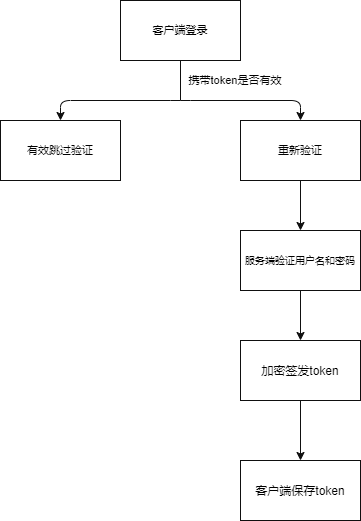 客户端登录
携带token是否有效
有效跳过验证
重新验证
服务端验证用户名和密码
加密签发token
客户端保存token